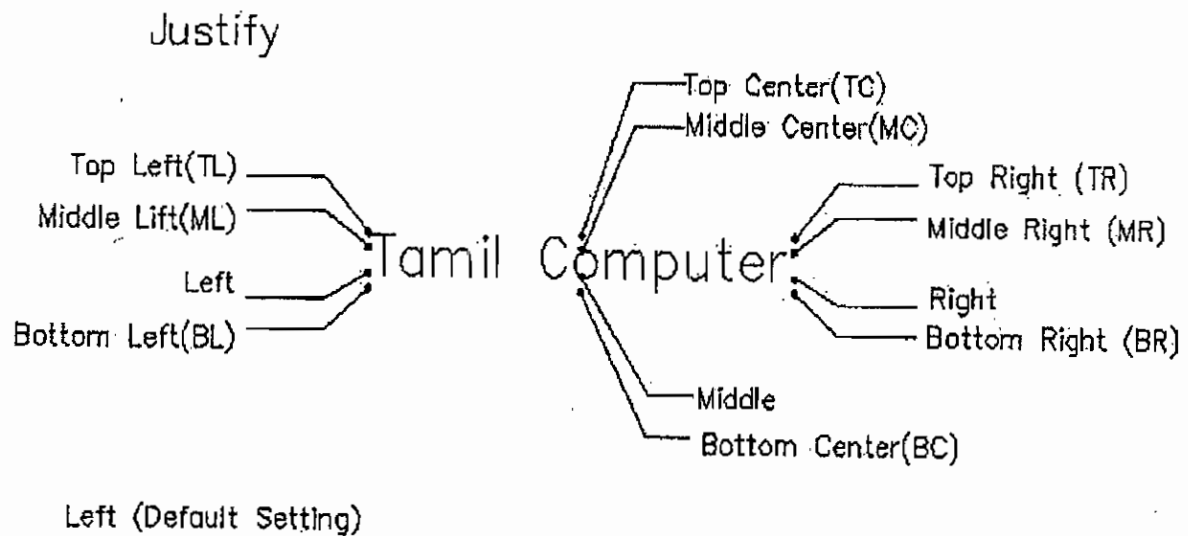 Justify
Top Center(TC)
Middle Center(MC)
Top Left(TL)
Top Right (TR)
Middle Lift(ML)
Middle Right (MR)
Tamil Computer
Left
Right
Bottom Left(BL)
Bottom Right (BR)
Middle
Bottom Center(BC)
Left (Default Setting)